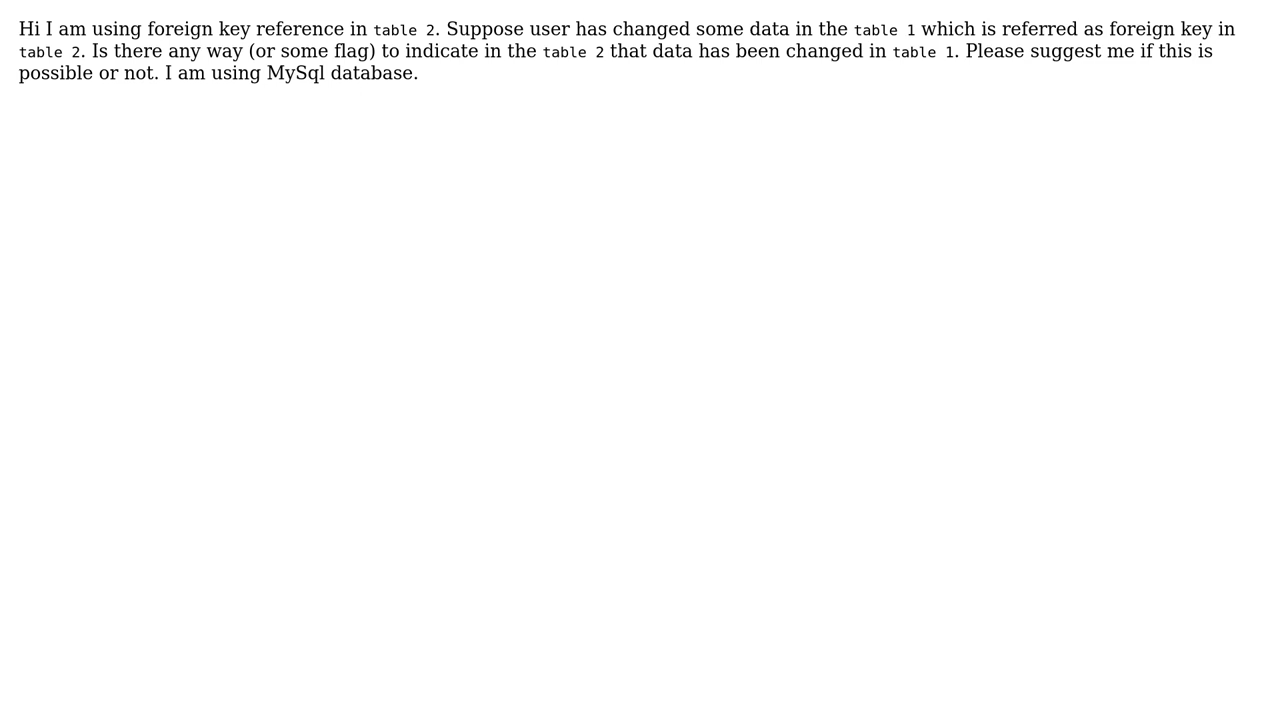 Hi I am using foreign key reference in table 2. Suppose user has changed some data in the table 1 which is referred as foreign key in
table 2. Is there any way (or some flag) to indicate in the table 2 that data has been changed in table 1. Please suggest me if this is
possible or not. I am using MySql database.